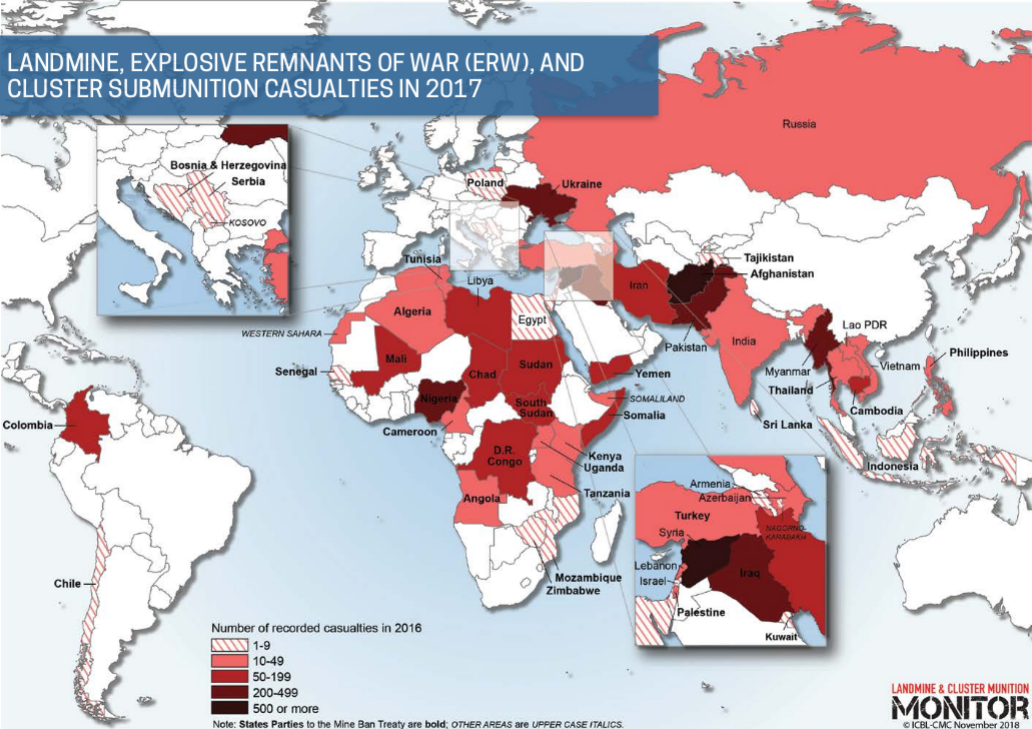 LANDMINE, EXPLOSIVE REMNANTS OF WAR (ERW), AND
CLUSTER SUBMUNITION CASUALTIES IN 2017
Russia
Bosnia & Herzegovina
Serbia
KOSOVO
Poland
Ukraine
Tunisia
Libya
Algeria
Egypt
Iran
Tajikistan
Afghanistan
WESTERN SAHARA
Mali
Senegal
Chad
Sudan
Pakistan
India
Lao PDR
Myanmar
Vietnam
Philippines
Thailand
Yemen
SOMALILAND
Nigeria
South
Sudan
Somalia
Cambodia
Sri Lanka
Colombia
Cameroon
D.R.
Congo
Kenya
Uganda
Indonesia
Tanzania
Angola
Armenia
Azerbaijan
Turkey
NAGORNO-
KARABAKH
Syria
Lebanon
Iraq
Israel
Palestine
Kuwait
Chile
Mozambique
Zimbabwe
Number of recorded casualties in 2016
1-9
10-49
50-199
200-499
500 or more
Note: States Parties to the Mine Ban Treaty are bold; OTHER AREAS are UPPER CASE ITALICS.
LANDMINE & CLUSTER MUNITION
MONITOR
© ICBL-CMC November 2018